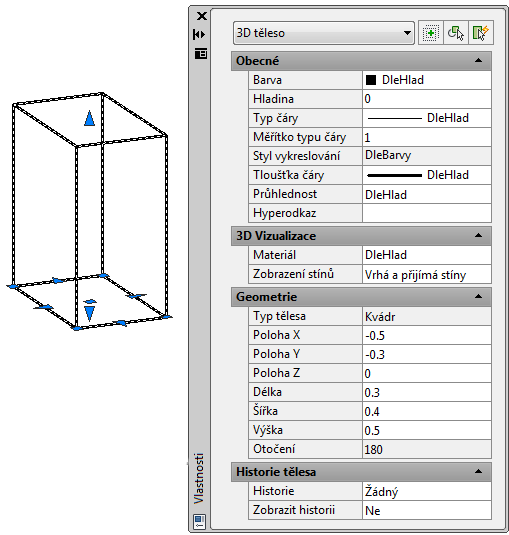 3D těleso
Obecné
Barva DleHlad
Hladina 0
Typ čáry DleHlad
Měřítko typu čáry 1
Styl vykreslování DleBarvy
Tloušťka čáry DleHlad
Průhlednost DleHlad
Hyperodkaz
3D Vizualizace
Materiál DleHlad
Zobrazení stínů Vrhá a přijímá stíny
Geometrie
Typ tělesa Kvádr
Poloha X -0.5
Poloha Y -0.3
Poloha Z 0
Délka 0.3
Šířka 0.4
Výška 0.5
Otočení 180
Historie tělesa
Historie Žádný
Zobrazit historii Ne
Vlastnosti